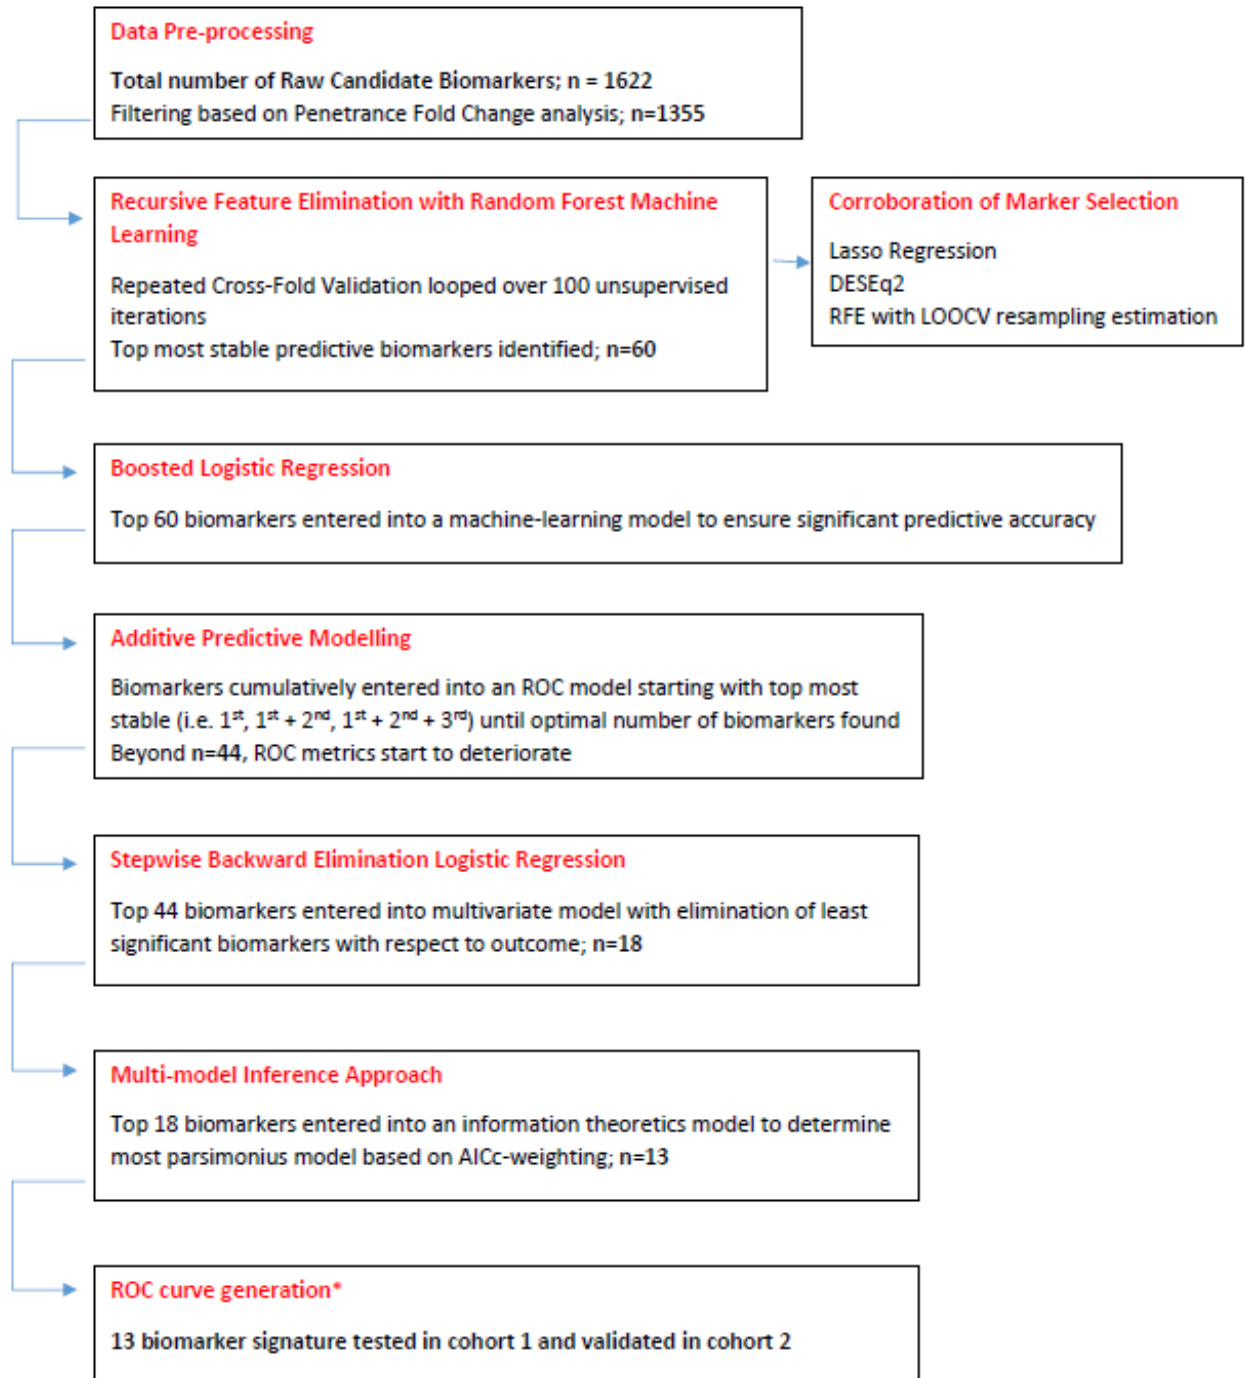 Data Pre-processing
Total number of Raw Candidate Biomarkers; n = 1622
Filtering based on Penetrance Fold Change analysis; n=1355
Recursive Feature Elimination with Random Forest Machine
Learning
Repeated Cross-Fold Validation looped over 100 unsupervised
iterations
Top most stable predictive biomarkers identified; n=60
Corroboration of Marker Selection
Lasso Regression
DESEq2
RFE with LOOCV resampling estimation
Boosted Logistic Regression
Top 60 biomarkers entered into a machine-learning model to ensure significant predictive accuracy
Additive Predictive Modelling
Biomarkers cumulatively entered into an ROC model starting with top most
stable (i.e. 1st, 1st + 2nd, 1st + 2nd + 3rd) until optimal number of biomarkers found
Beyond n=44, ROC metrics start to deteriorate
Stepwise Backward Elimination Logistic Regression
Top 44 biomarkers entered into multivariate model with elimination of least
significant biomarkers with respect to outcome; n=18
Multi-model Inference Approach
Top 18 biomarkers entered into an information theoretics model to determine
most parsimonius model based on AICc-weighting; n=13
ROC curve generation*
13 biomarker signature tested in cohort 1 and validated in cohort 2